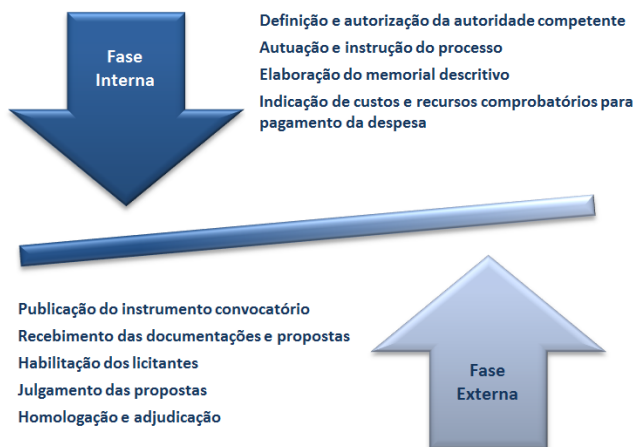 Fase
Interna
Definição e autorização da autoridade competente
Autuação e instrução do processo
Elaboração do memorial descritivo
Indicação de custos e recursos comprobatórios para
pagamento da despesa
Publicação do instrumento convocatório
Recebimento das documentações e propostas
Habilitação dos licitantes
Julgamento das propostas
Homologação e adjudicação
Fase
Externa